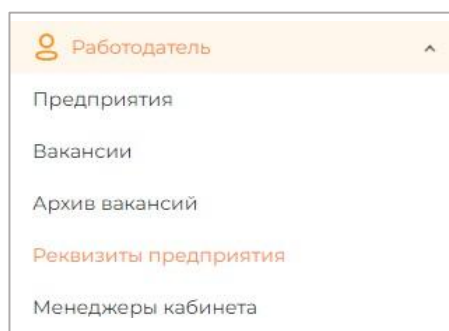 Работодатель
Предприятия
Вакансии
Архив вакансий
Реквизиты предприятия
Менеджеры кабинета